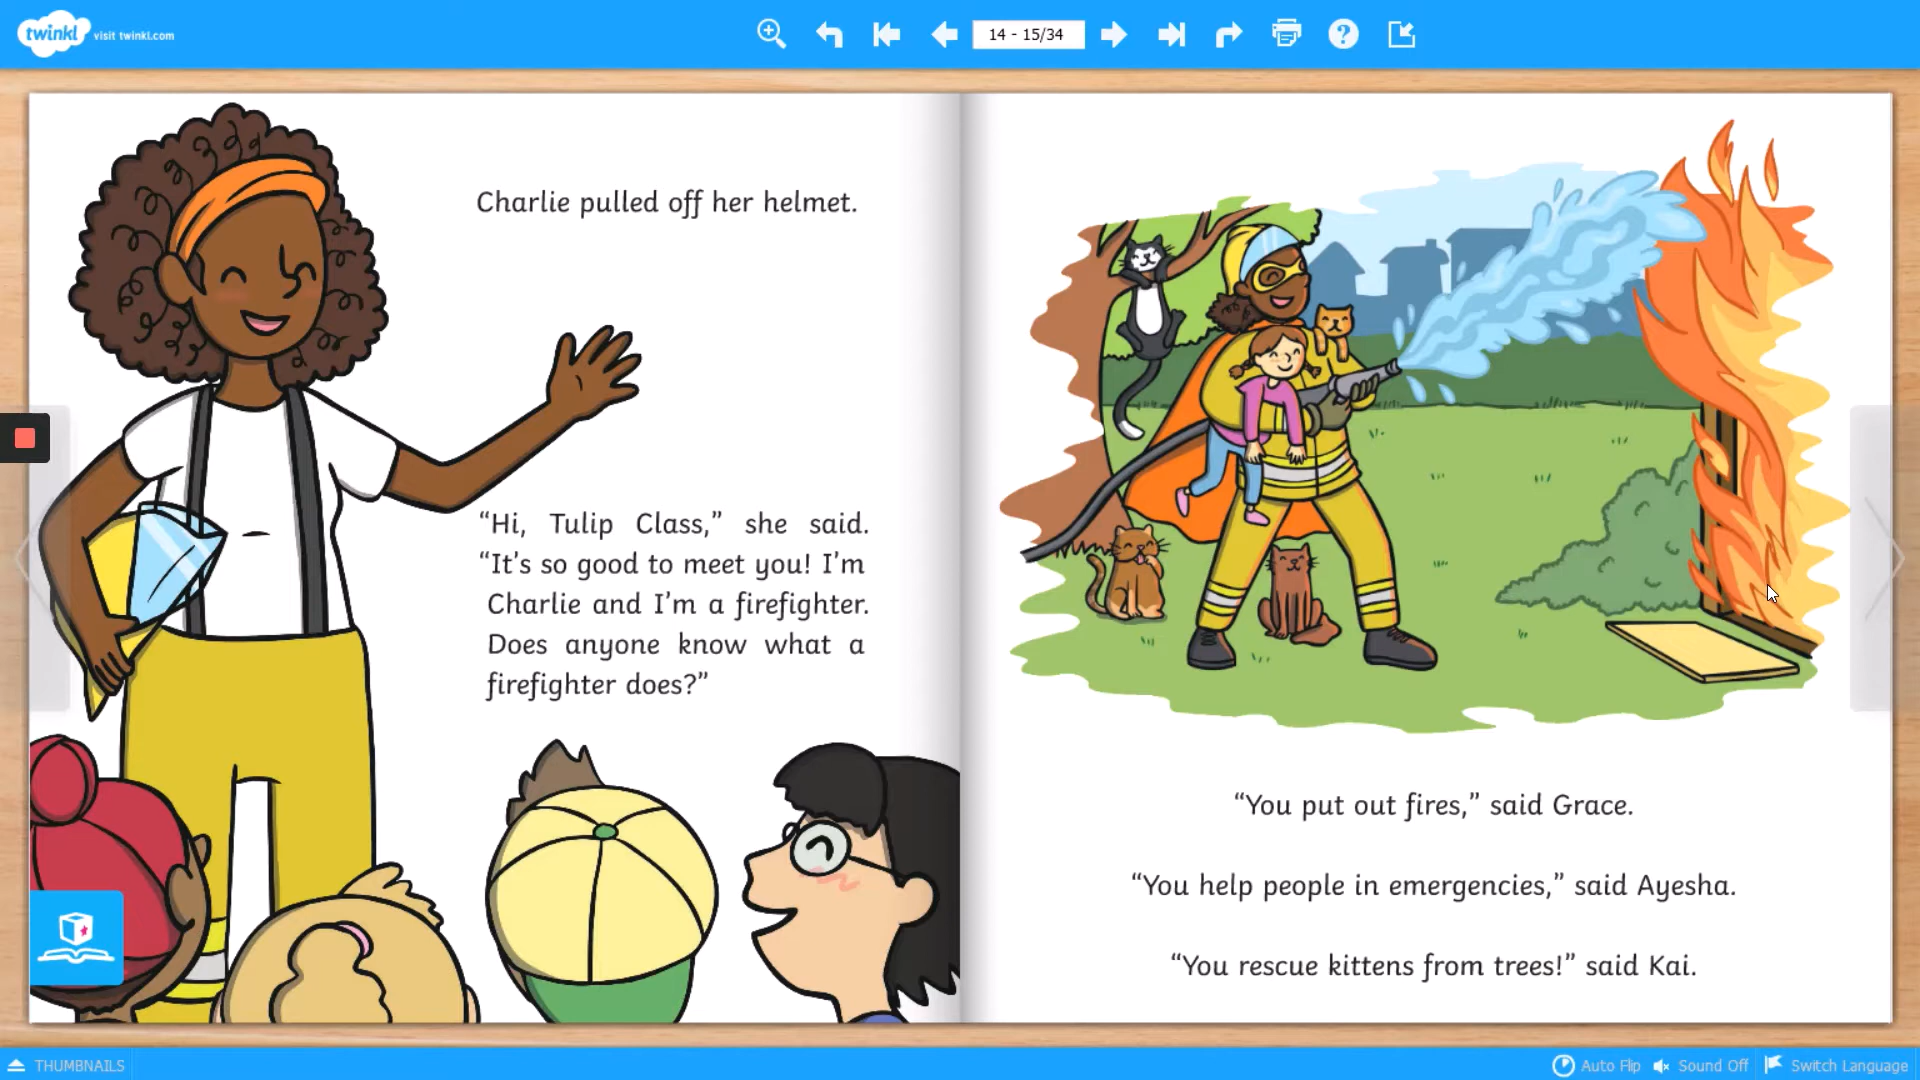 twinkl visit twinkl.com
14 - 15/34
Charlie pulled off her helmet.
“Hi, Tulip Class,” she said.
“It’s so good to meet you! I’m
Charlie and I’m a firefighter.
Does anyone know what a
firefighter does?”
“You put out fires,” said Grace.
“You help people in emergencies,” said Ayesha.
“You rescue kittens from trees!” said Kai.
THUMBNAILS
Auto Flip
Sound Off
Switch Language